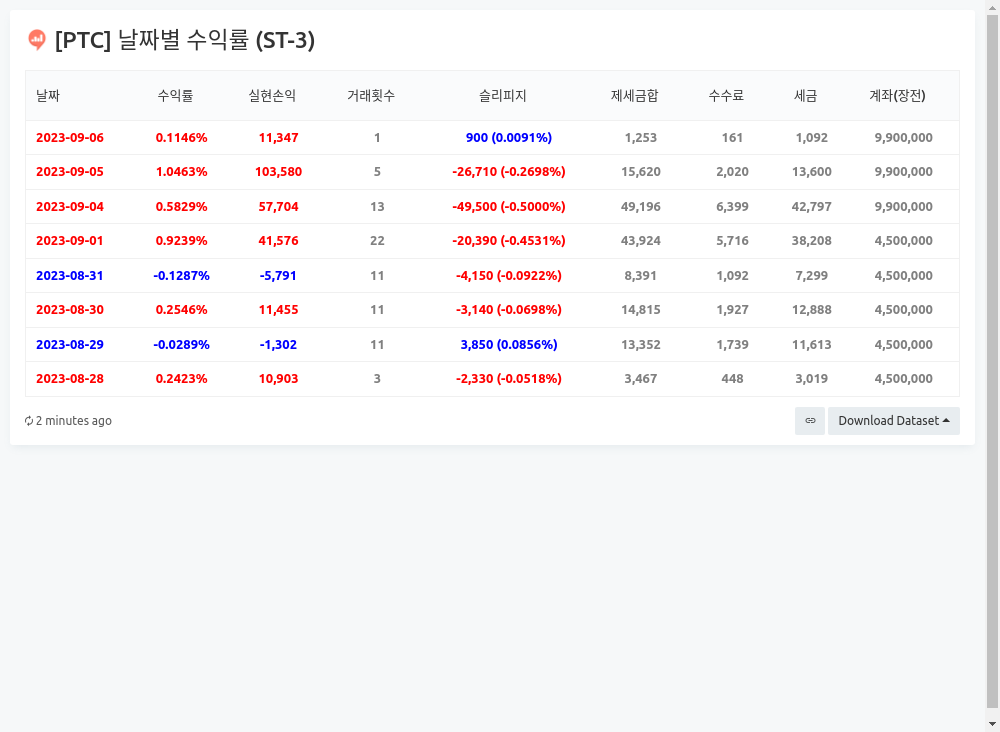 [PTC] 날짜별 수익률 (ST-3)
날짜 수익률 실현손익 거래횟수 슬리피지 제세금합 수수료 세금 계좌(장전)
2023-09-06 0.1146% 11,347 1 900 (0.0091%) 1,253 161 1,092 9,900,000
2023-09-05 1.0463% 103,580 5 -26,710 (-0.2698%) 15,620 2,020 13,600 9,900,000
2023-09-04 0.5829% 57,704 13 -49,500 (-0.5000%) 49,196 6,399 42,797 9,900,000
2023-09-01 0.9239% 41,576 22 -20,390 (-0.4531%) 43,924 5,716 38,208 4,500,000
2023-08-31 -0.1287% -5,791 11 -4,150 (-0.0922%) 8,391 1,092 7,299 4,500,000
2023-08-30 0.2546% 11,455 11 -3,140 (-0.0698%) 14,815 1,927 12,888 4,500,000
2023-08-29 -0.0289% -1,302 11 3,850 (0.0856%) 13,352 1,739 11,613 4,500,000
2023-08-28 0.2423% 10,903 3 -2,330 (-0.0518%) 3,467 448 3,019 4,500,000
2 minutes ago Download Dataset